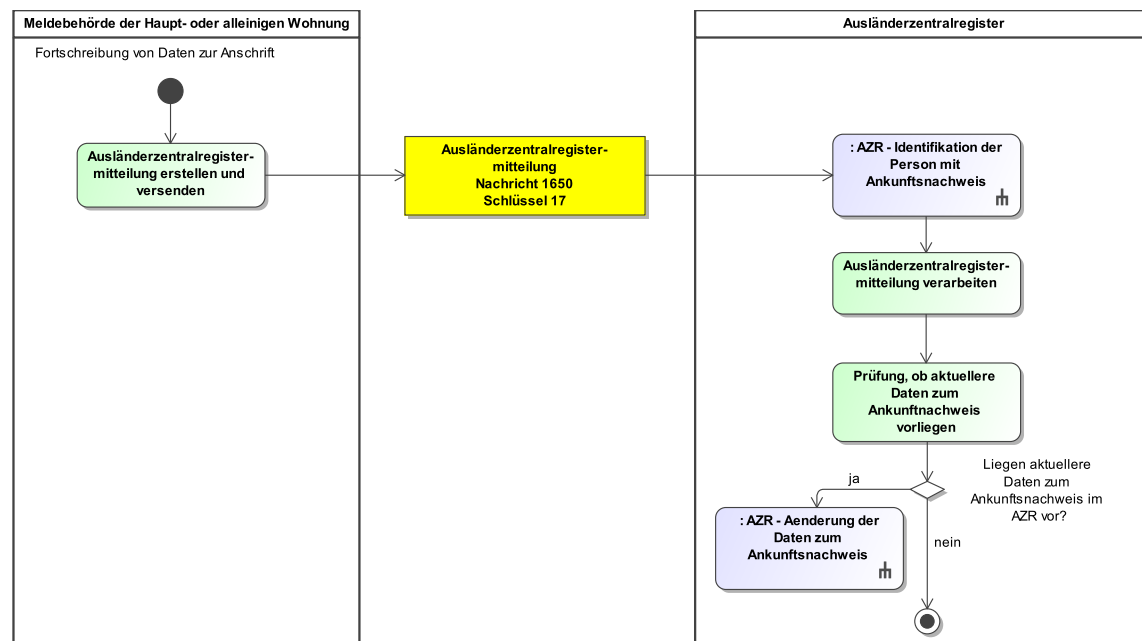 Meldebehörde der Haupt- oder alleinigen Wohnung
Fortschreibung von Daten zur Anschrift
Ausländerzentralregister-
mitteilung erstellen und
versenden
Ausländerzentralregister-
mitteilung
Nachricht 1650
Schlüssel 17
Ausländerzentralregister
: AZR - Identifikation der
Person mit
Ankunftsnachweis
Ausländerzentralregister-
mitteilung verarbeiten
Prüfung, ob aktuellere
Daten zum
Ankunftnachweis
vorliegen
Liegen aktuellere
Daten zum
Ankunftsnachweis im
AZR vor?
ja
: AZR - Aenderung der
Daten zum
Ankunftsnachweis
nein